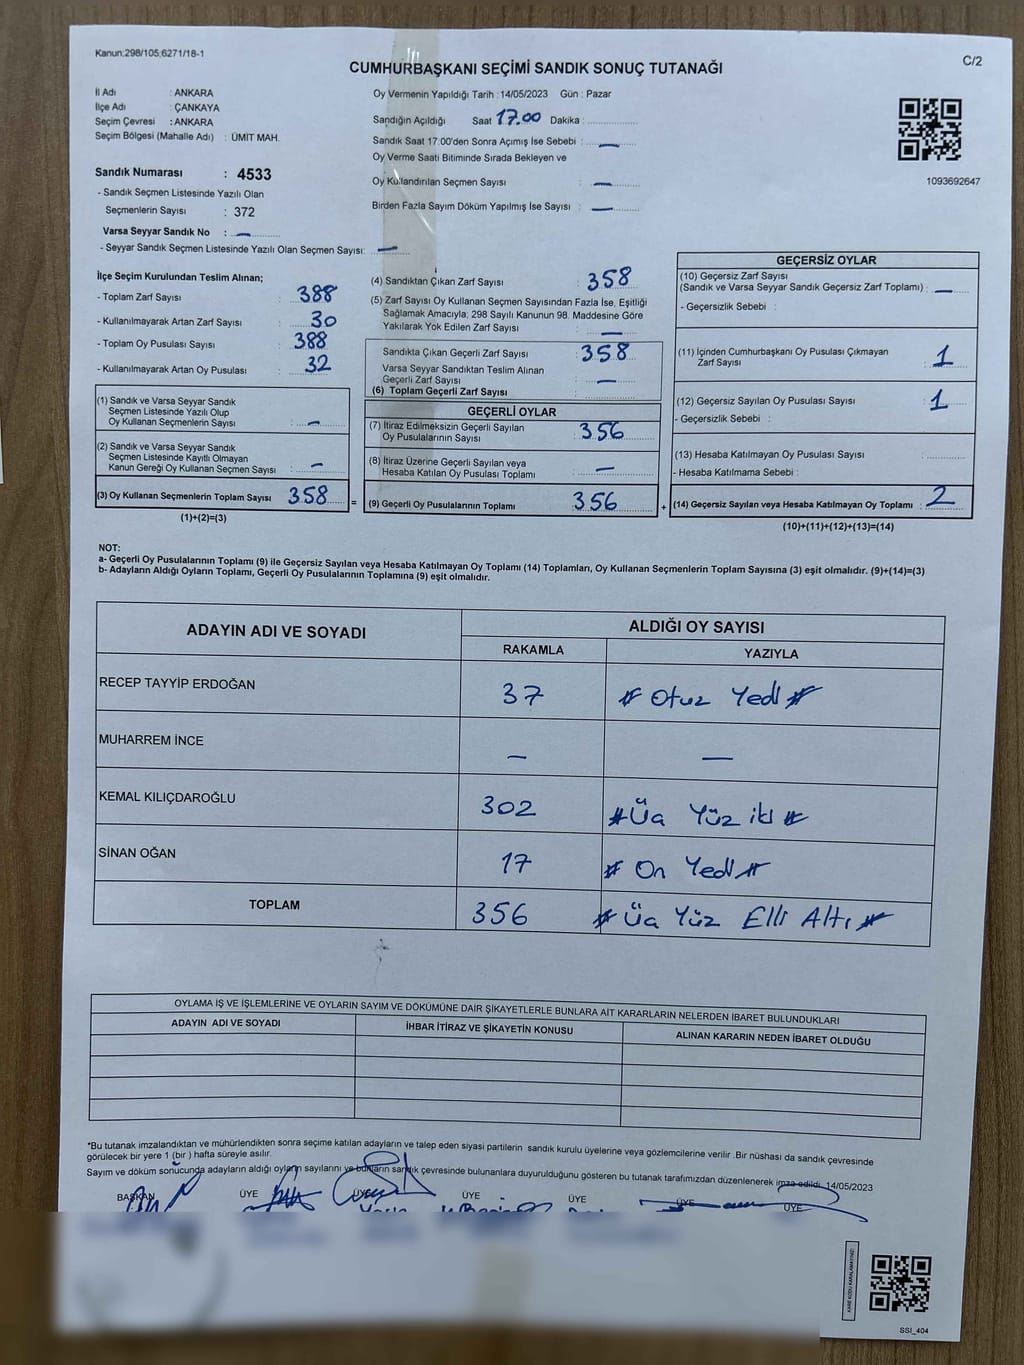 Kanun:298/105,6271/18-1
C/2
CUMHURBAŞKANI SEÇİMİ SANDIK SONUÇ TUTANAĞI
İl Adı : ANKARA
İlçe Adı : ÇANKAYA
Seçim Çevresi : ANKARA
Seçim Bölgesi (Mahalle Adı) : ÜMİT MAH.
Oy Vermenin Yapıldığı Tarih : 14/05/2023 Gün : Pazar
Sandığın Açıldığı Saat 17.00 Dakika :
Sandık Saat 17:00'den Sonra Açımış İse Sebebi : —
Oy Verme Saati Bitiminde Sırada Bekleyen ve
Oy Kullandırılan Seçmen Sayısı : —
Birden Fazla Sayım Döküm Yapılmış İse Sayısı : —
1093692647
Sandık Numarası : 4533
- Sandık Seçmen Listesinde Yazılı Olan
Seçmenlerin Sayısı : 372
Varsa Seyyar Sandık No : —
- Seyyar Sandık Seçmen Listesinde Yazılı Olan Seçmen Sayısı: —
İlçe Seçim Kurulundan Teslim Alınan;
- Toplam Zarf Sayısı : 388
- Kullanılmayarak Artan Zarf Sayısı : 30
- Toplam Oy Pusulası Sayısı : 388
- Kullanılmayarak Artan Oy Pusulası : 32
(1) Sandık ve Varsa Seyyar Sandık
Seçmen Listesinde Yazılı Olup
Oy Kullanan Seçmenlerin Sayısı : —
(2) Sandık ve Varsa Seyyar Sandık
Seçmen Listesinde Kayıtlı Olmayan
Kanun Gereği Oy Kullanan Seçmen Sayısı : —
(3) Oy Kullanan Seçmenlerin Toplam Sayısı : 358
(1)+(2)=(3)
(4) Sandıktan Çıkan Zarf Sayısı : 358
(5) Zarf Sayısı Oy Kullanan Seçmen Sayısından Fazla İse, Eşitliği
Sağlamak Amacıyla; 298 Sayılı Kanunun 98. Maddesine Göre
Yakılarak Yok Edilen Zarf Sayısı : —
Sandıkta Çıkan Geçerli Zarf Sayısı : 358
Varsa Seyyar Sandıktan Teslim Alınan
Geçerli Zarf Sayısı : —
(6) Toplam Geçerli Zarf Sayısı :
GEÇERLİ OYLAR
(7) İtiraz Edilmeksizin Geçerli Sayılan
Oy Pusulalarının Sayısı : 356
(8) İtiraz Üzerine Geçerli Sayılan veya
Hesaba Katılan Oy Pusulası Toplamı : —
= (9) Geçerli Oy Pusulalarının Toplamı : 356
GEÇERSİZ OYLAR
(10) Geçersiz Zarf Sayısı
(Sandık ve Varsa Seyyar Sandık Geçersiz Zarf Toplamı) : —
- Geçersizlik Sebebi :
(11) İçinden Cumhurbaşkanı Oy Pusulası Çıkmayan
Zarf Sayısı : 1
(12) Geçersiz Sayılan Oy Pusulası Sayısı : 1
- Geçersizlik Sebebi :
(13) Hesaba Katılmayan Oy Pusulası Sayısı :
- Hesaba Katılmama Sebebi :
+ (14) Geçersiz Sayılan veya Hesaba Katılmayan Oy Toplamı : 2
(10)+(11)+(12)+(13)=(14)
NOT:
a- Geçerli Oy Pusulalarının Toplamı (9) ile Geçersiz Sayılan veya Hesaba Katılmayan Oy Toplamı (14) Toplamları, Oy Kullanan Seçmenlerin Toplam Sayısına (3) eşit olmalıdır. (9)+(14)=(3)
b- Adayların Aldığı Oyların Toplamı, Geçerli Oy Pusulalarının Toplamına (9) eşit olmalıdır.
ADAYIN ADI VE SOYADI ALDIĞI OY SAYISI
RAKAMLA YAZIYLA
RECEP TAYYİP ERDOĞAN 37 # Otuz Yedi #
MUHARREM İNCE — —
KEMAL KILIÇDAROĞLU 302 # Üç Yüz iki #
SİNAN OĞAN 17 # On Yedi #
TOPLAM 356 # Üç Yüz Elli Altı #
OYLAMA İŞ VE İŞLEMLERİNE VE OYLARIN SAYIM VE DÖKÜMÜNE DAİR ŞİKAYETLERLE BUNLARA AİT KARARLARIN NELERDEN İBARET BULUNDUKLARI
ADAYIN ADI VE SOYADI İHBAR İTİRAZ VE ŞİKAYETİN KONUSU ALINAN KARARIN NEDEN İBARET OLDUĞU
*Bu tutanak imzalandıktan ve mühürlendikten sonra seçime katılan adayların ve talep eden siyasi partilerin sandık kurulu üyelerine veya gözlemcilerine verilir .Bir nüshası da sandık çevresinde
görülecek bir yere 1 (bir ) hafta süreyle asılır.
Sayım ve döküm sonucunda adayların aldığı oyların sayılarını ve bunların sandık çevresinde bulunanlara duyurulduğunu gösteren bu tutanak tarafımızdan düzenlenerek imza edildi. 14/05/2023
BAŞKAN ÜYE ÜYE ÜYE ÜYE ÜYE ÜYE
KARE KODU KARALAMAYINIZ!
SSI_404